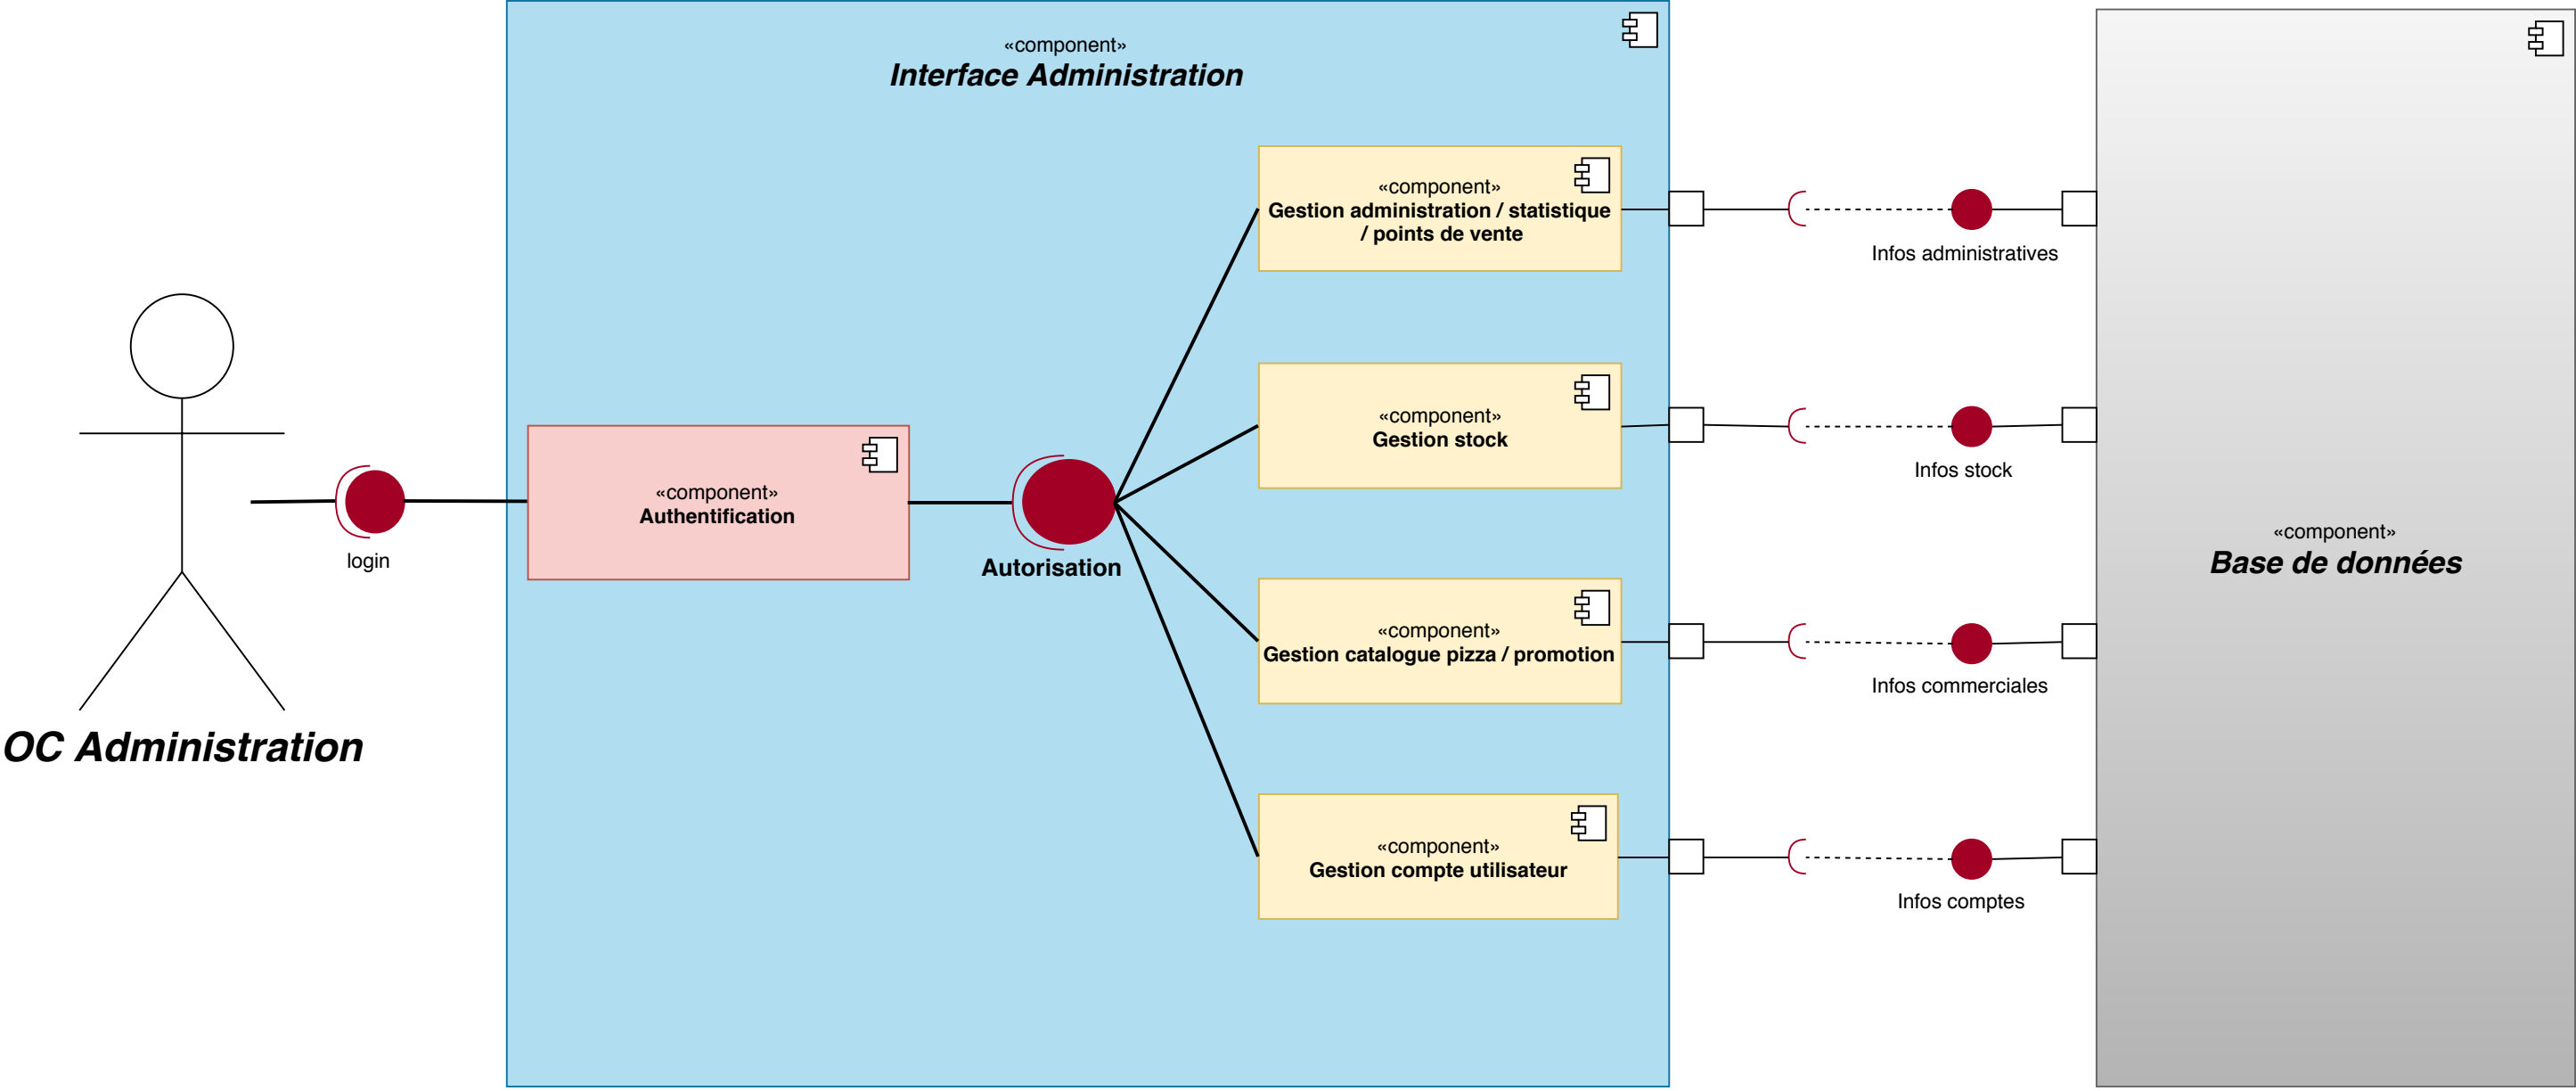 «component»
Interface Administration
«component»
Gestion administration / statistique
/ points de vente
Infos administratives
«component»
Gestion stock
Infos stock
«component»
Authentification
login
Autorisation
«component»
Base de données
«component»
Gestion catalogue pizza / promotion
Infos commerciales
OC Administration
«component»
Gestion compte utilisateur
Infos comptes